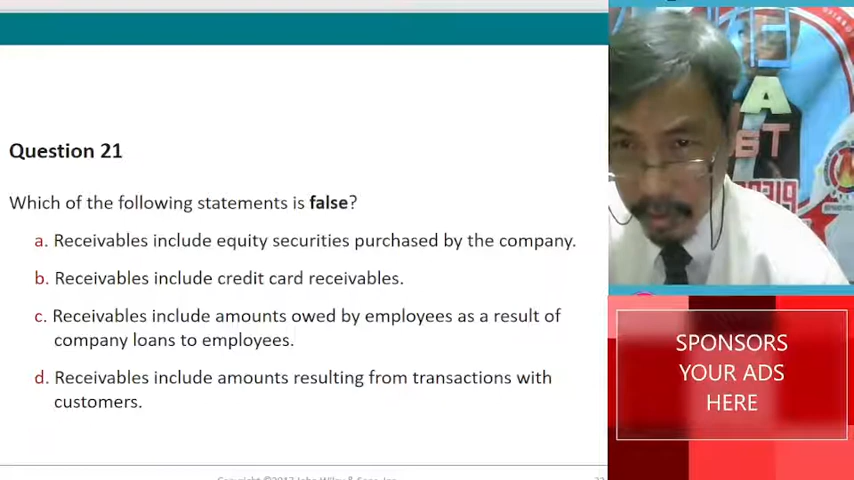 Question 21
Which of the following statements is false?
a. Receivables include equity securities purchased by the company.
b. Receivables include credit card receivables.
c. Receivables include amounts owed by employees as a result of
company loans to employees.
d. Receivables include amounts resulting from transactions with
customers.
SPONSORS
YOUR ADS
HERE